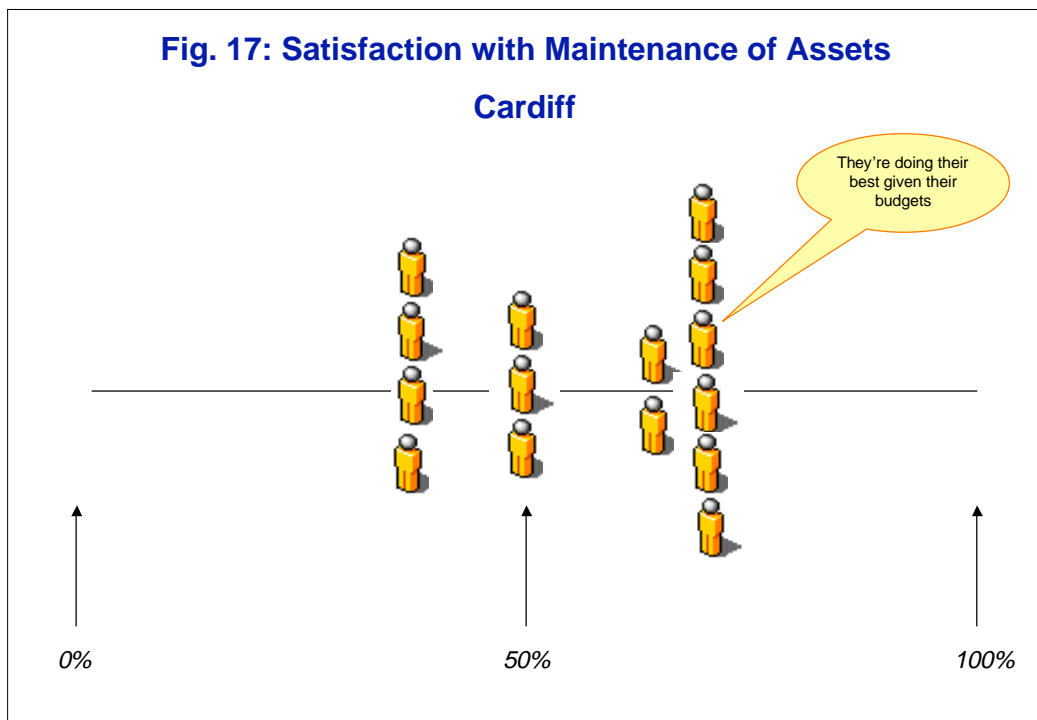 Fig. 17: Satisfaction with Maintenance of Assets
Cardiff
They're doing their
best given their
budgets
0%
50%
100%